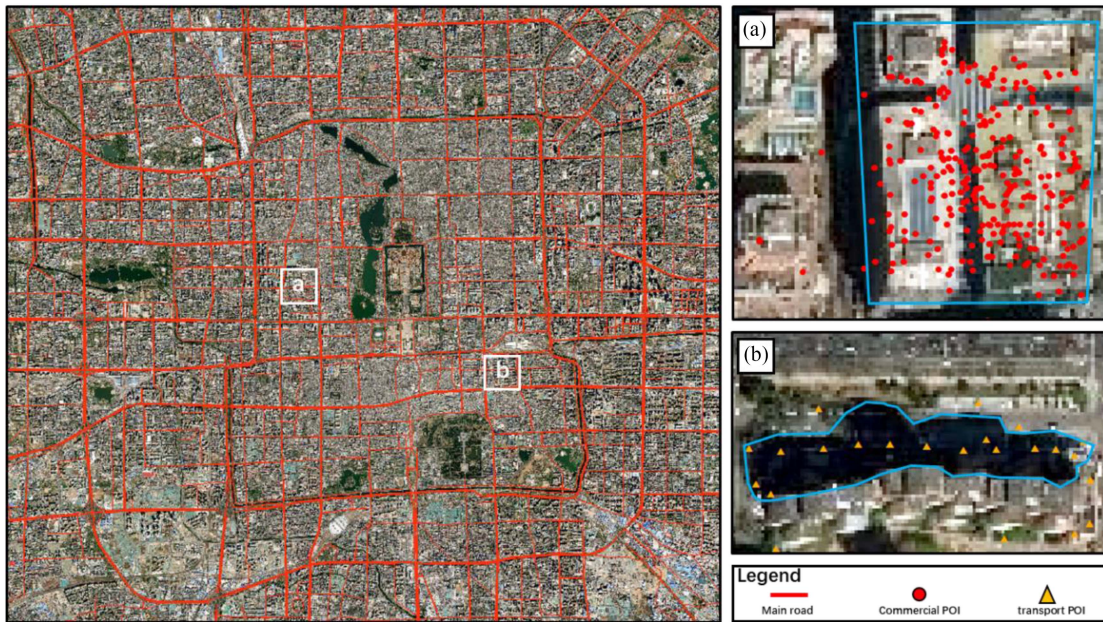 a
b
(a)
(b)
Legend
Main road
Commercial POI
transport POI